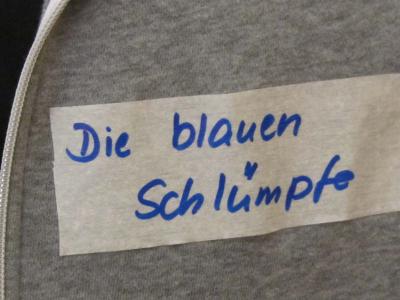 Die blauen
Schlümpfe